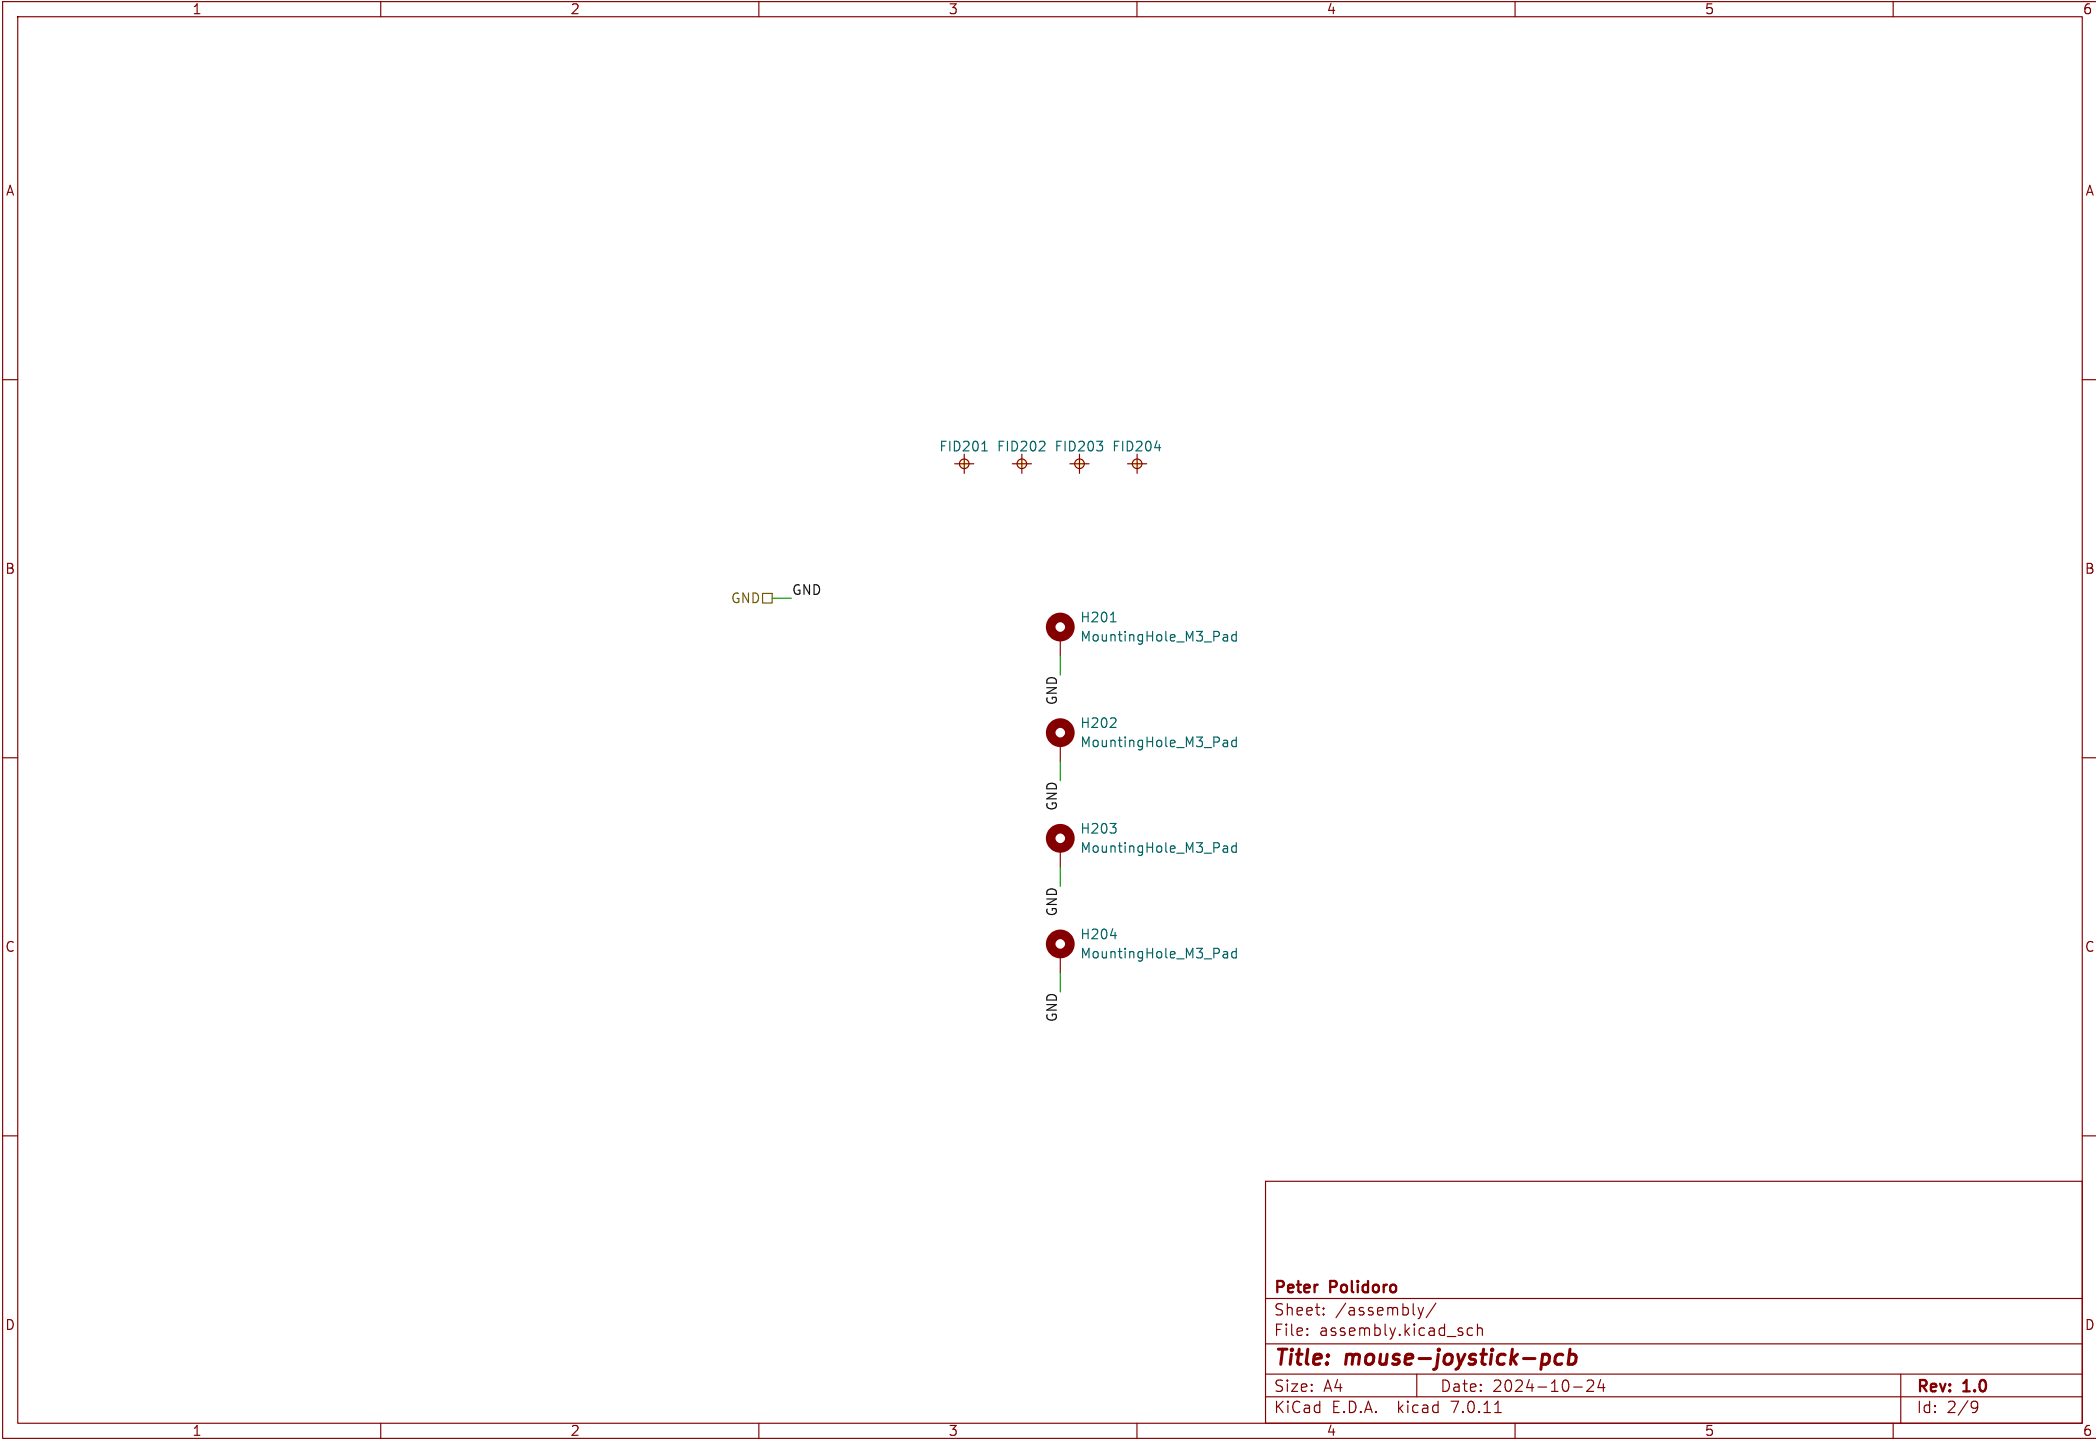 1 2 3 4 5 6
A A
FID201 FID202 FID203 FID204
B B
GND GND
H201
MountingHole_M3_Pad
GND
H202
MountingHole_M3_Pad
GND
H203
MountingHole_M3_Pad
GND
H204
MountingHole_M3_Pad
C C
GND
Peter Polidoro
Sheet: /assembly/
File: assembly.kicad_sch
D D
Title: mouse-joystick-pcb
Size: A4 Date: 2024-10-24 Rev: 1.0
KiCad E.D.A. kicad 7.0.11 Id: 2/9
1 2 3 4 5 6